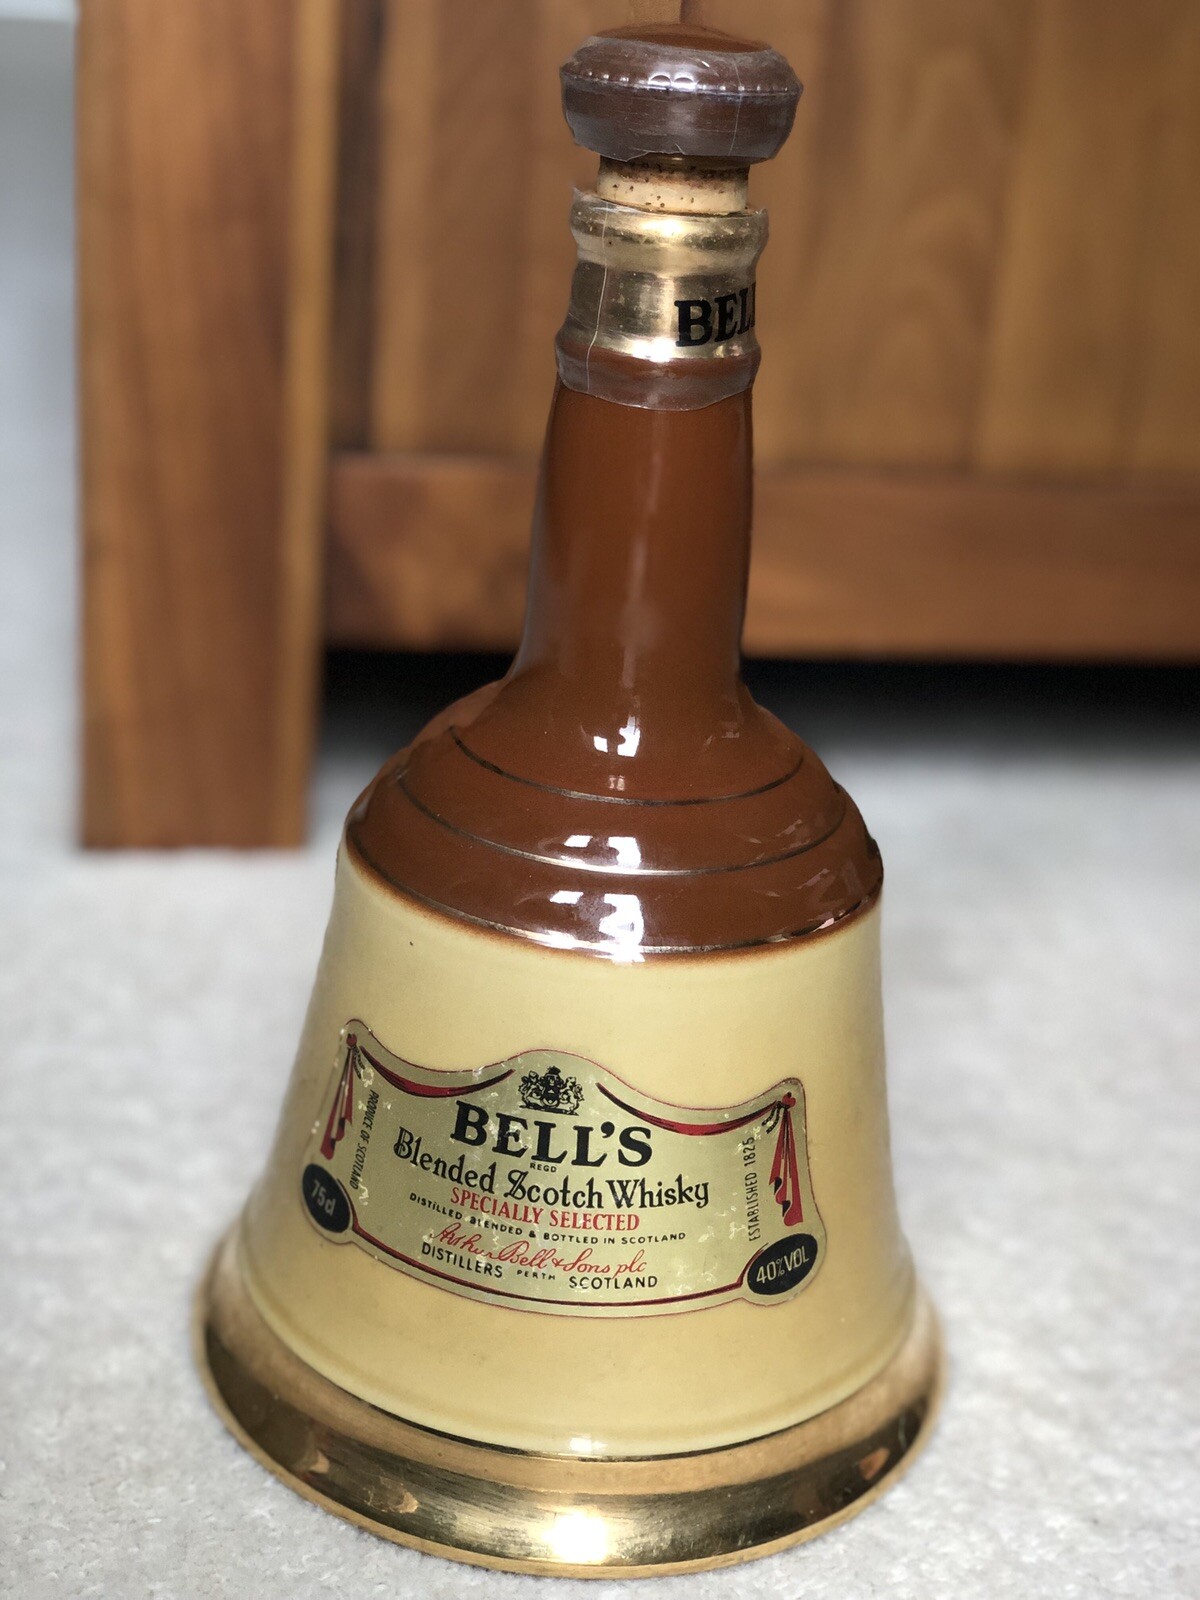 BELL
BELL'S
REGD
Blended Scotch Whisky
SPECIALLY SELECTED
DISTILLED BLENDED & BOTTLED IN SCOTLAND
Arthur Bell & Sons plc
DISTILLERS PERTH SCOTLAND
PRODUCE OF SCOTLAND
ESTABLISHED 1825
75cl
40% VOL